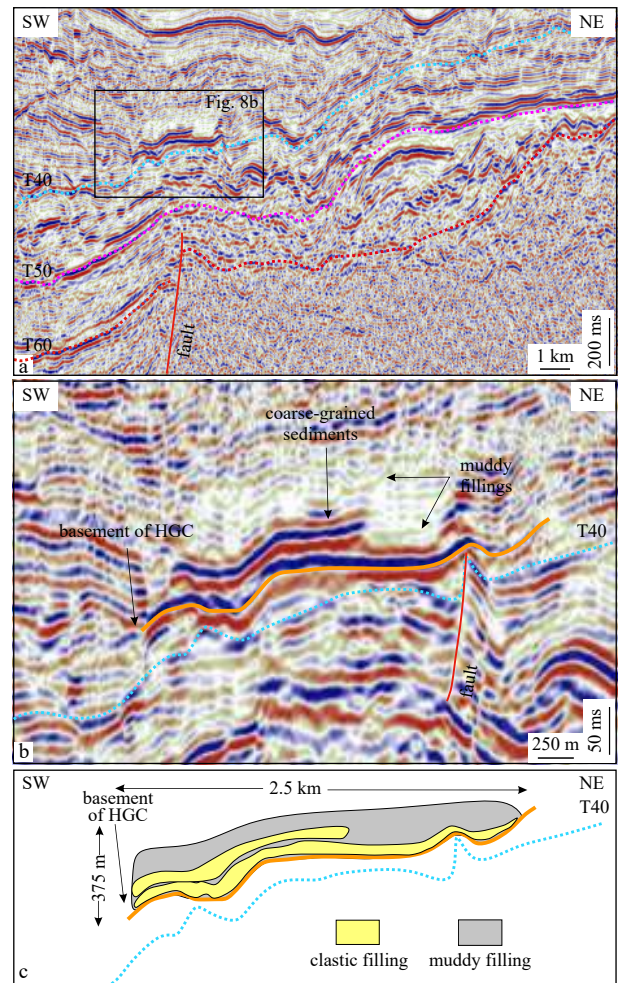 SW
NE
Fig. 8b
T40
T50
T60
fault
1 km
200 ms
a
SW
NE
coarse-grained
sediments
muddy
fillings
basement of HGC
T40
fault
250 m
50 ms
b
SW
NE
2.5 km
T40
basement of
HGC
375 m
clastic filling
muddy filling
c